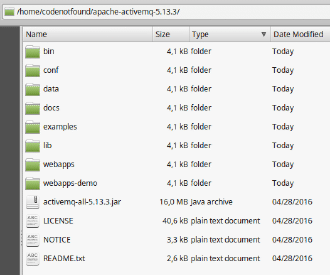 /home/codenotfound/apache-activemq-5.13.3/
Name Size Type Date Modified
bin 4,1 kB folder Today
conf 4,1 kB folder Today
data 4,1 kB folder Today
docs 4,1 kB folder Today
examples 4,1 kB folder Today
lib 4,1 kB folder Today
webapps 4,1 kB folder Today
webapps-demo 4,1 kB folder Today
activemq-all-5.13.3.jar 16,0 MB Java archive 04/28/2016
LICENSE 40,6 kB plain text document 04/28/2016
NOTICE 3,3 kB plain text document 04/28/2016
README.txt 2,6 kB plain text document 04/28/2016